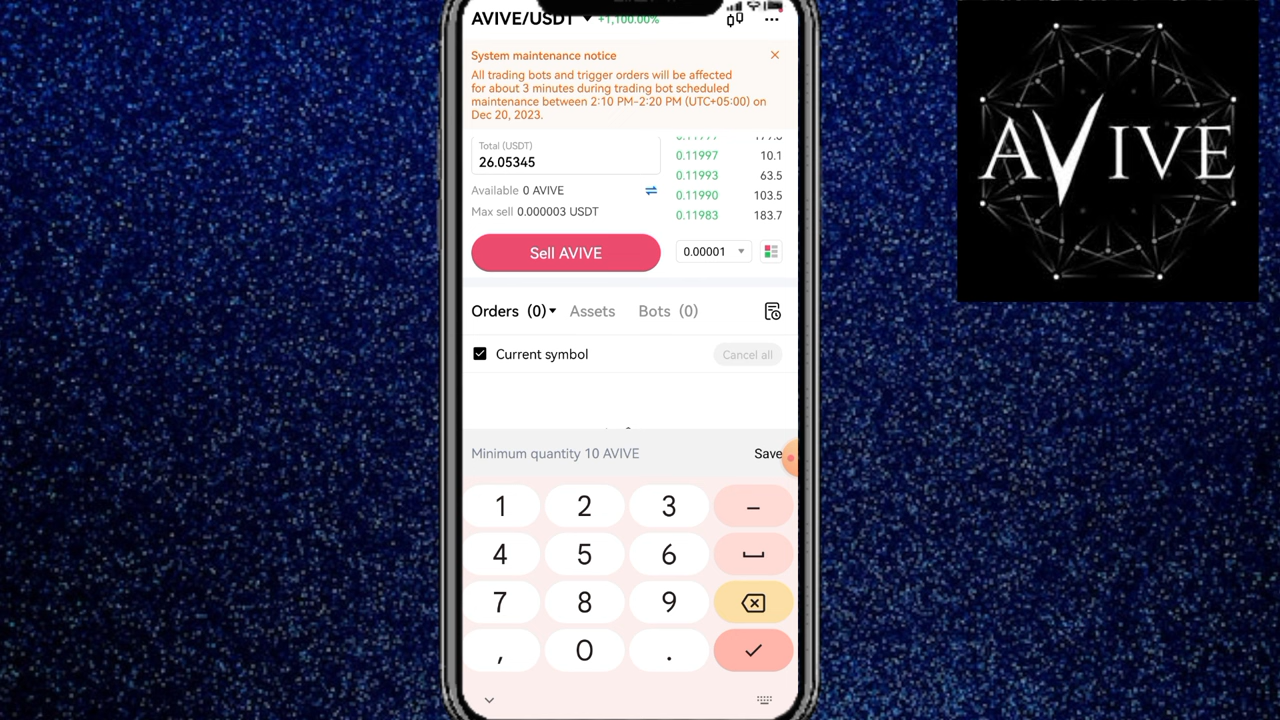 AVIVE/USDT +1,100.00%
System maintenance notice
All trading bots and trigger orders will be affected
for about 3 minutes during trading bot scheduled
maintenance between 2:10 PM-2:20 PM (UTC+05:00) on
Dec 20, 2023.
Total (USDT)
26.05345
Available 0 AVIVE
Max sell 0.000003 USDT
Sell AVIVE
0.11997 10.1
0.11993 63.5
0.11990 103.5
0.11983 183.7
0.00001
Orders (0) Assets Bots (0)
Current symbol Cancel all
Minimum quantity 10 AVIVE Save
1 2 3 –
4 5 6
7 8 9
, 0 .
AVIVE